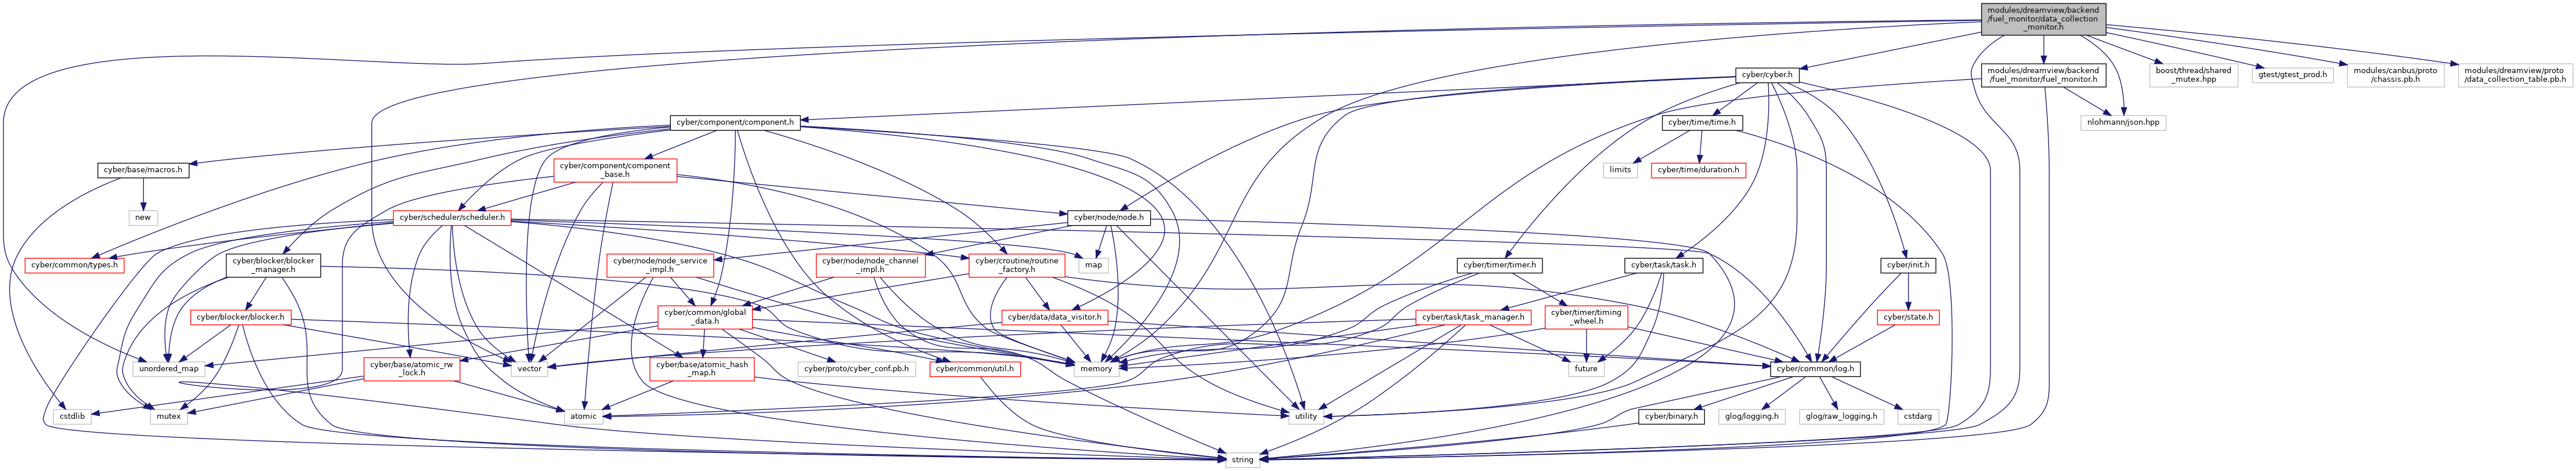 modules/dreamview/backend
/fuel_monitor/data_collection
_monitor.h
cyber/cyber.h
modules/dreamview/backend
/fuel_monitor/fuel_monitor.h
boost/thread/shared
_mutex.hpp
gtest/gtest_prod.h
modules/canbus/proto
/chassis.pb.h
modules/dreamview/proto
/data_collection_table.pb.h
cyber/component/component.h
cyber/time/time.h
nlohmann/json.hpp
cyber/base/macros.h
cyber/component/component
_base.h
limits
cyber/time/duration.h
new
cyber/scheduler/scheduler.h
cyber/node/node.h
cyber/common/types.h
cyber/blocker/blocker
_manager.h
cyber/node/node_service
_impl.h
cyber/node/node_channel
_impl.h
cyber/croutine/routine
_factory.h
map
cyber/timer/timer.h
cyber/task/task.h
cyber/init.h
cyber/blocker/blocker.h
cyber/common/global
_data.h
cyber/data/data_visitor.h
cyber/task/task_manager.h
cyber/timer/timing
_wheel.h
cyber/state.h
unordered_map
cyber/base/atomic_rw
_lock.h
vector
cyber/base/atomic_hash
_map.h
cyber/proto/cyber_conf.pb.h
cyber/common/util.h
memory
future
cyber/common/log.h
cstdlib
mutex
atomic
utility
cyber/binary.h
glog/logging.h
glog/raw_logging.h
cstdarg
string